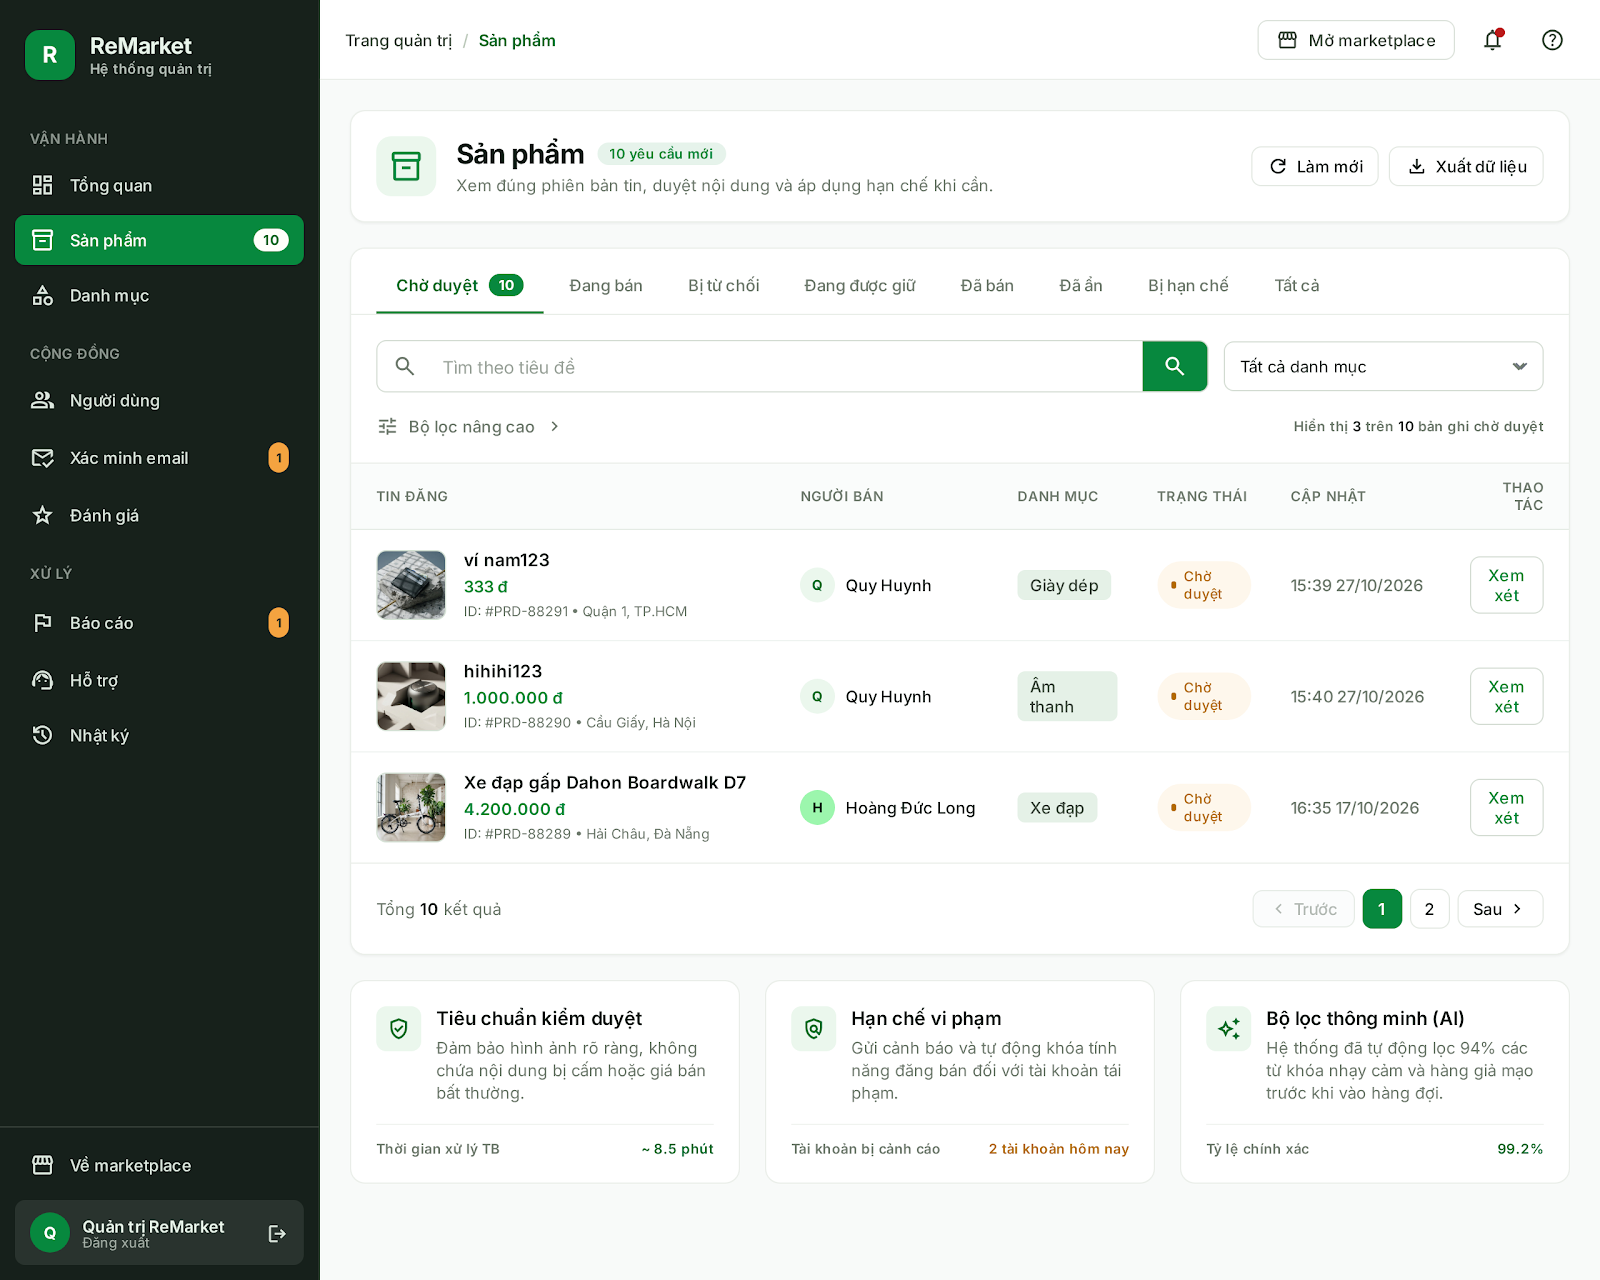 R
ReMarket
Hệ thống quản trị
VẬN HÀNH
Tổng quan
Sản phẩm 10
Danh mục
CỘNG ĐỒNG
Người dùng
Xác minh email 1
Đánh giá
XỬ LÝ
Báo cáo 1
Hỗ trợ
Nhật ký
Về marketplace
Q
Quản trị ReMarket
Đăng xuất
Trang quản trị / Sản phẩm
Mở marketplace
Sản phẩm 10 yêu cầu mới
Xem đúng phiên bản tin, duyệt nội dung và áp dụng hạn chế khi cần.
Làm mới
Xuất dữ liệu
Chờ duyệt 10 Đang bán Bị từ chối Đang được giữ Đã bán Đã ẩn Bị hạn chế Tất cả
Tìm theo tiêu đề
Tất cả danh mục
Bộ lọc nâng cao
Hiển thị 3 trên 10 bản ghi chờ duyệt
TIN ĐĂNG NGƯỜI BÁN DANH MỤC TRẠNG THÁI CẬP NHẬT THAO
TÁC
ví nam123
333 đ
ID: #PRD-88291 • Quận 1, TP.HCM
Q Quy Huynh
Giày dép
Chờ
duyệt
15:39 27/10/2026
Xem
xét
hihihi123
1.000.000 đ
ID: #PRD-88290 • Cầu Giấy, Hà Nội
Q Quy Huynh
Âm
thanh
Chờ
duyệt
15:40 27/10/2026
Xem
xét
Xe đạp gấp Dahon Boardwalk D7
4.200.000 đ
ID: #PRD-88289 • Hải Châu, Đà Nẵng
H Hoàng Đức Long
Xe đạp
Chờ
duyệt
16:35 17/10/2026
Xem
xét
Tổng 10 kết quả
Trước 1 2 Sau
Tiêu chuẩn kiểm duyệt
Đảm bảo hình ảnh rõ ràng, không
chứa nội dung bị cấm hoặc giá bán
bất thường.
Thời gian xử lý TB ~ 8.5 phút
Hạn chế vi phạm
Gửi cảnh báo và tự động khóa tính
năng đăng bán đối với tài khoản tái
phạm.
Tài khoản bị cảnh cáo 2 tài khoản hôm nay
Bộ lọc thông minh (AI)
Hệ thống đã tự động lọc 94% các
từ khóa nhạy cảm và hàng giả mạo
trước khi vào hàng đợi.
Tỷ lệ chính xác 99.2%